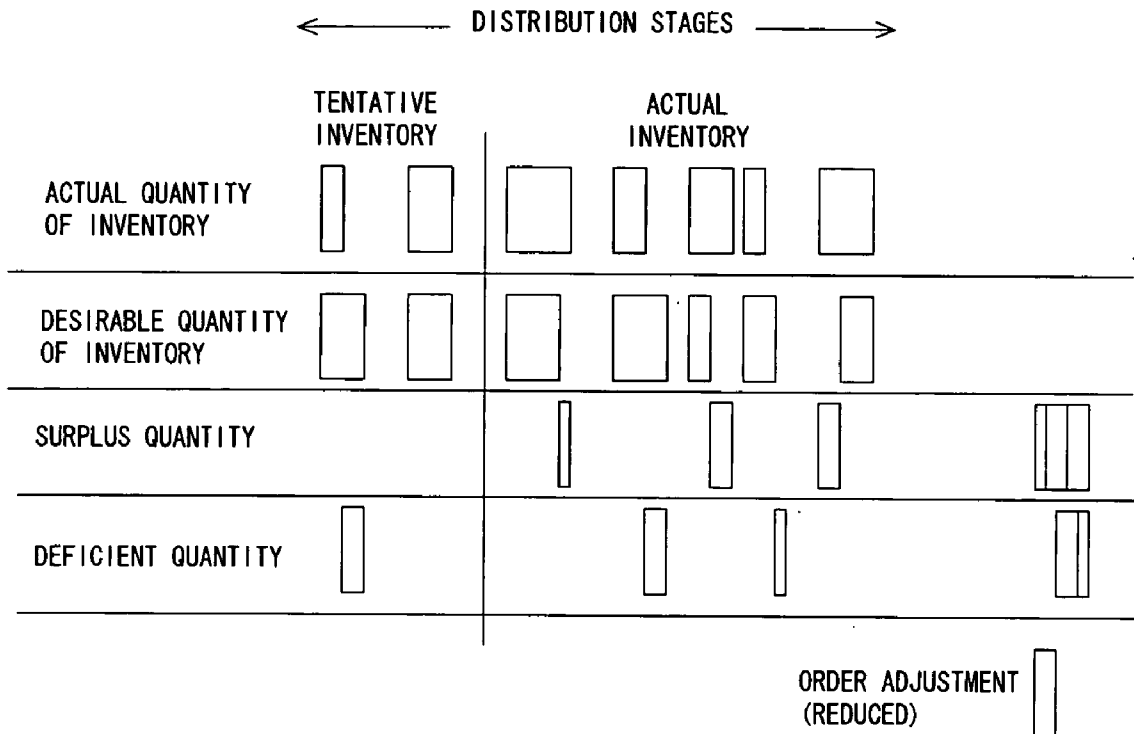 DISTRIBUTION STAGES
TENTATIVE
INVENTORY
ACTUAL
INVENTORY
ACTUAL QUANTITY
OF INVENTORY
DESIRABLE QUANTITY
OF INVENTORY
SURPLUS QUANTITY
DEFICIENT QUANTITY
ORDER ADJUSTMENT
(REDUCED)